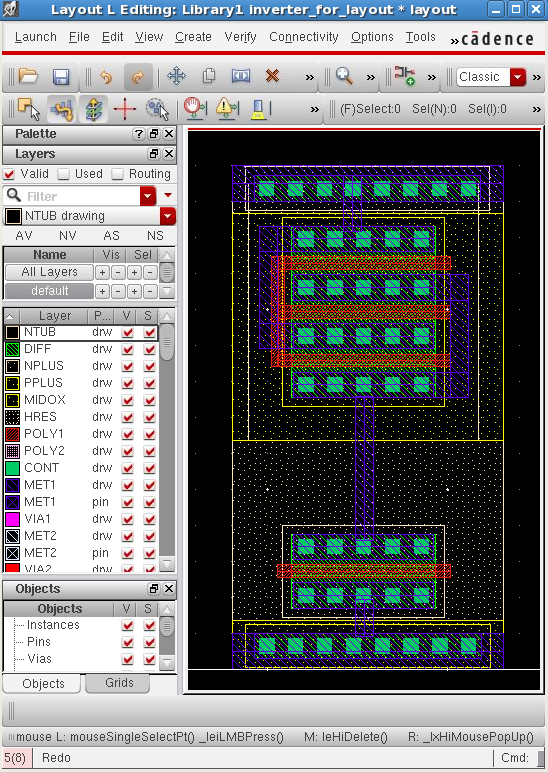 Layout L Editing: Library1 inverter_for_layout * layout
Launch File Edit View Create Verify Connectivity Options Tools » cādence
» » » Classic »
» (F)Select:0 Sel(N):0 Sel(I):0 »
Palette
Layers
Valid Used Routing
Filter
NTUB drawing
AV NV AS NS
Name Vis Sel
All Layers + - + -
default + - + -
Layer P... V S
NTUB drw
DIFF drw
NPLUS drw
PPLUS drw
MIDOX drw
HRES drw
POLY1 drw
POLY2 drw
CONT drw
MET1 drw
MET1 pin
VIA1 drw
MET2 drw
MET2 pin
VIA2 drw
Objects
Objects V S
Instances
Pins
Vias
Objects Grids
mouse L: mouseSingleSelectPt() _leiLMBPress() M: leHiDelete() R: _lxHiMousePopUp()
5(8) Redo Cmd: